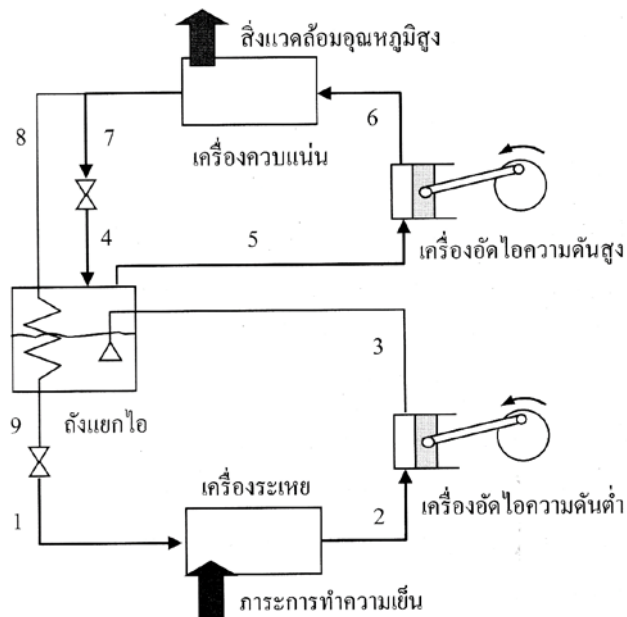 สิ่งแวดล้อมอุณหภูมิสูง
8
7
6
เครื่องควบแน่น
4
5
เครื่องอัดไอความดันสูง
3
9
ถังแยกไอ
เครื่องระเหย
1
2
เครื่องอัดไอความดันต่ำ
ภาระการทำความเย็น